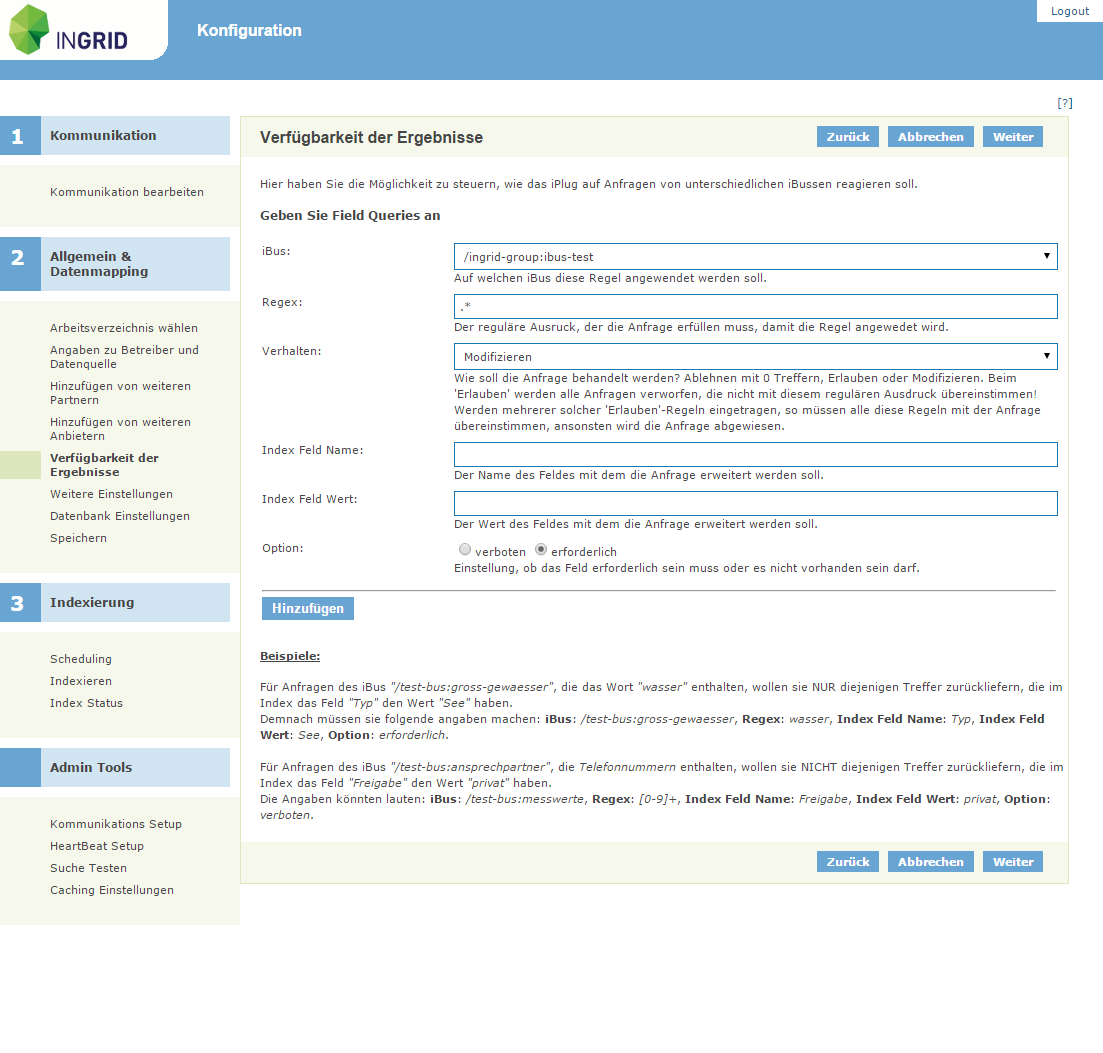 INGRID
Konfiguration
Logout
[?]
1 Kommunikation
Kommunikation bearbeiten
2 Allgemein &
Datenmapping
Arbeitsverzeichnis wählen
Angaben zu Betreiber und
Datenquelle
Hinzufügen von weiteren
Partnern
Hinzufügen von weiteren
Anbietern
Verfügbarkeit der
Ergebnisse
Weitere Einstellungen
Datenbank Einstellungen
Speichern
3 Indexierung
Scheduling
Indexieren
Index Status
Admin Tools
Kommunikations Setup
HeartBeat Setup
Suche Testen
Caching Einstellungen
Verfügbarkeit der Ergebnisse
Zurück Abbrechen Weiter
Hier haben Sie die Möglichkeit zu steuern, wie das iPlug auf Anfragen von unterschiedlichen iBussen reagieren soll.
Geben Sie Field Queries an
iBus:
/ingrid-group:ibus-test
Auf welchen iBus diese Regel angewendet werden soll.
Regex:
.*
Der reguläre Ausruck, der die Anfrage erfüllen muss, damit die Regel angewedet wird.
Verhalten:
Modifizieren
Wie soll die Anfrage behandelt werden? Ablehnen mit 0 Treffern, Erlauben oder Modifizieren. Beim
'Erlauben' werden alle Anfragen verworfen, die nicht mit diesem regulären Ausdruck übereinstimmen!
Werden mehrerer solcher 'Erlauben'-Regeln eingetragen, so müssen alle diese Regeln mit der Anfrage
übereinstimmen, ansonsten wird die Anfrage abgewiesen.
Index Feld Name:
Der Name des Feldes mit dem die Anfrage erweitert werden soll.
Index Feld Wert:
Der Wert des Feldes mit dem die Anfrage erweitert werden soll.
Option:
verboten erforderlich
Einstellung, ob das Feld erforderlich sein muss oder es nicht vorhanden sein darf.
Hinzufügen
Beispiele:
Für Anfragen des iBus "/test-bus:gross-gewaesser", die das Wort "wasser" enthalten, wollen sie NUR diejenigen Treffer zurückliefern, die im
Index das Feld "Typ" den Wert "See" haben.
Demnach müssen sie folgende angaben machen: iBus: /test-bus:gross-gewaesser, Regex: wasser, Index Feld Name: Typ, Index Feld
Wert: See, Option: erforderlich.
Für Anfragen des iBus "/test-bus:ansprechpartner", die Telefonnummern enthalten, wollen sie NICHT diejenigen Treffer zurückliefern, die im
Index das Feld "Freigabe" den Wert "privat" haben.
Die Angaben könnten lauten: iBus: /test-bus:messwerte, Regex: [0-9]+, Index Feld Name: Freigabe, Index Feld Wert: privat, Option:
verboten.
Zurück Abbrechen Weiter